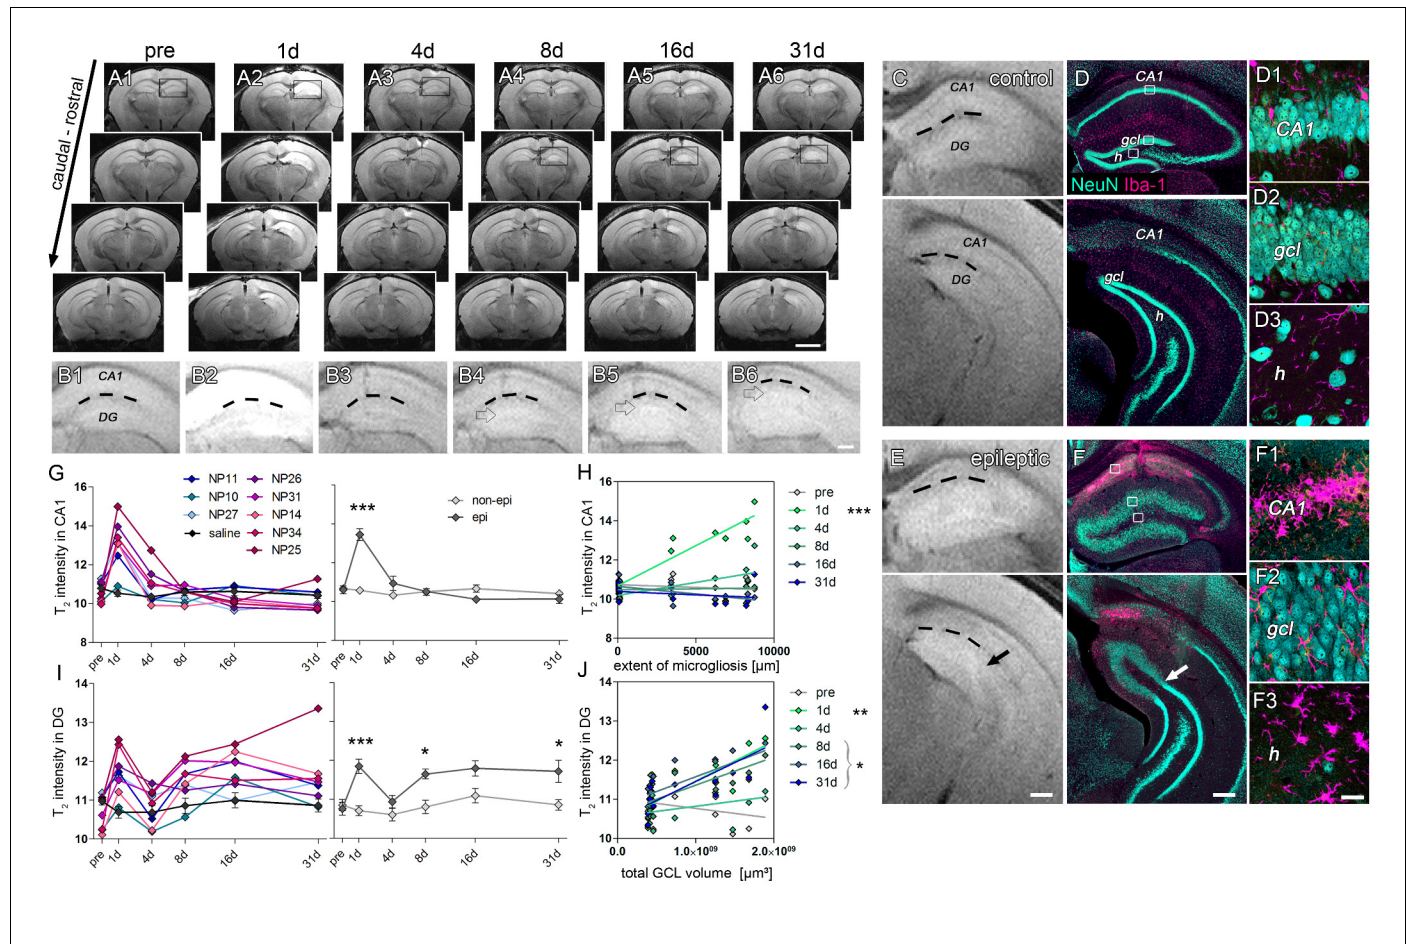 pre 1d 4d 8d 16d 31d
caudal - rostral
A1 A2 A3 A4 A5 A6
B1 B2 B3 B4 B5 B6
CA1
DG
C control
CA1
DG
CA1
DG
D
CA1
gcl
h
NeuN Iba-1
CA1
gcl
h
D1
CA1
D2
gcl
D3
h
E epileptic
F
F1
CA1
F2
gcl
F3
h
G
T2 intensity in CA1
16
14
12
10
8
NP11 NP26
NP10 NP31
NP27 NP14
saline NP34
NP25
pre 1d 4d 8d 16d 31d
***
non-epi
epi
pre 1d 4d 8d 16d 31d
H
T2 intensity in CA1
16
14
12
10
8
0 5000 10000
extent of microgliosis [µm]
pre
1d ***
4d
8d
16d
31d
I
T2 intensity in DG
14
13
12
11
10
pre 1d 4d 8d 16d 31d
*** * *
pre 1d 4d 8d 16d 31d
J
T2 intensity in DG
14
13
12
11
10
0.0 1.0×10⁰⁹ 2.0×10⁰⁹
total GCL volume [µm³]
pre
1d **
4d
8d
16d *
31d